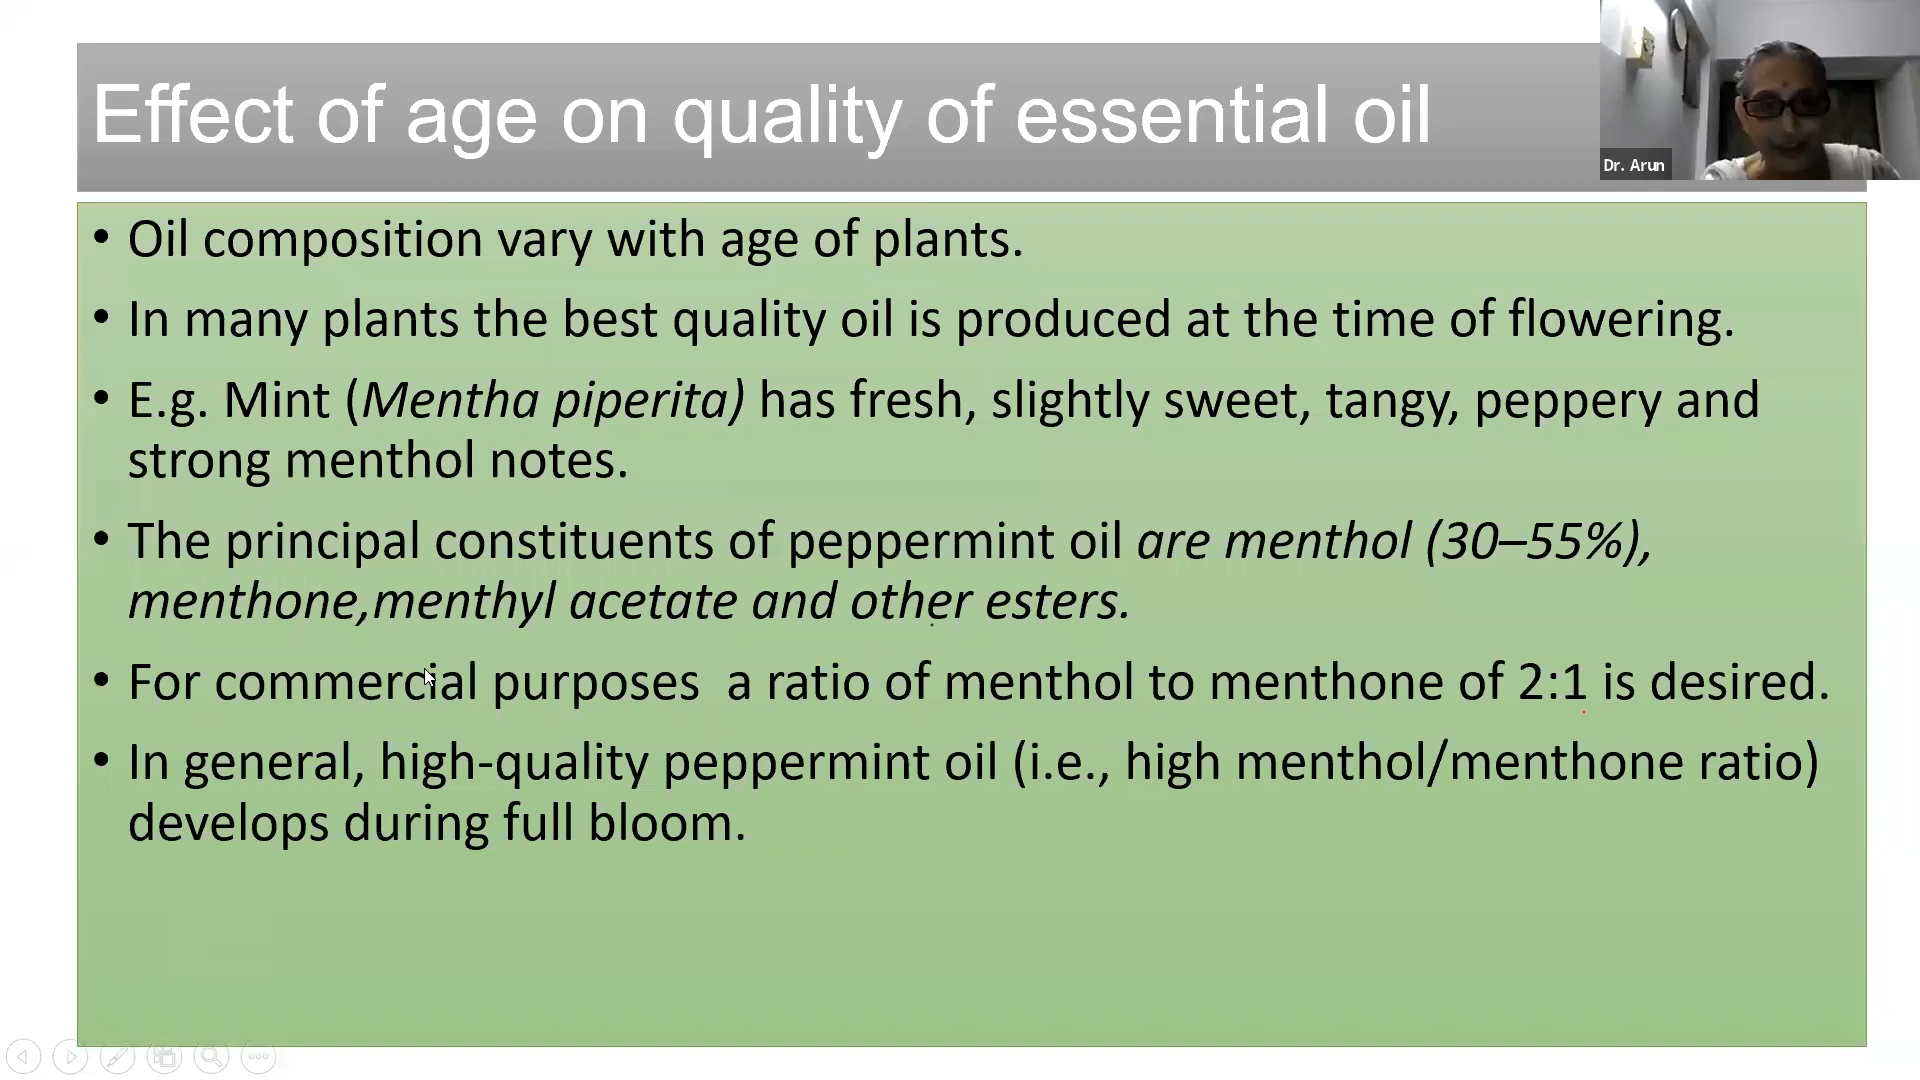 Effect of age on quality of essential oil
Dr. Arun
• Oil composition vary with age of plants.
• In many plants the best quality oil is produced at the time of flowering.
• E.g. Mint (Mentha piperita) has fresh, slightly sweet, tangy, peppery and
strong menthol notes.
• The principal constituents of peppermint oil are menthol (30–55%),
menthone,menthyl acetate and other esters.
• For commercial purposes  a ratio of menthol to menthone of 2:1 is desired.
• In general, high-quality peppermint oil (i.e., high menthol/menthone ratio)
develops during full bloom.